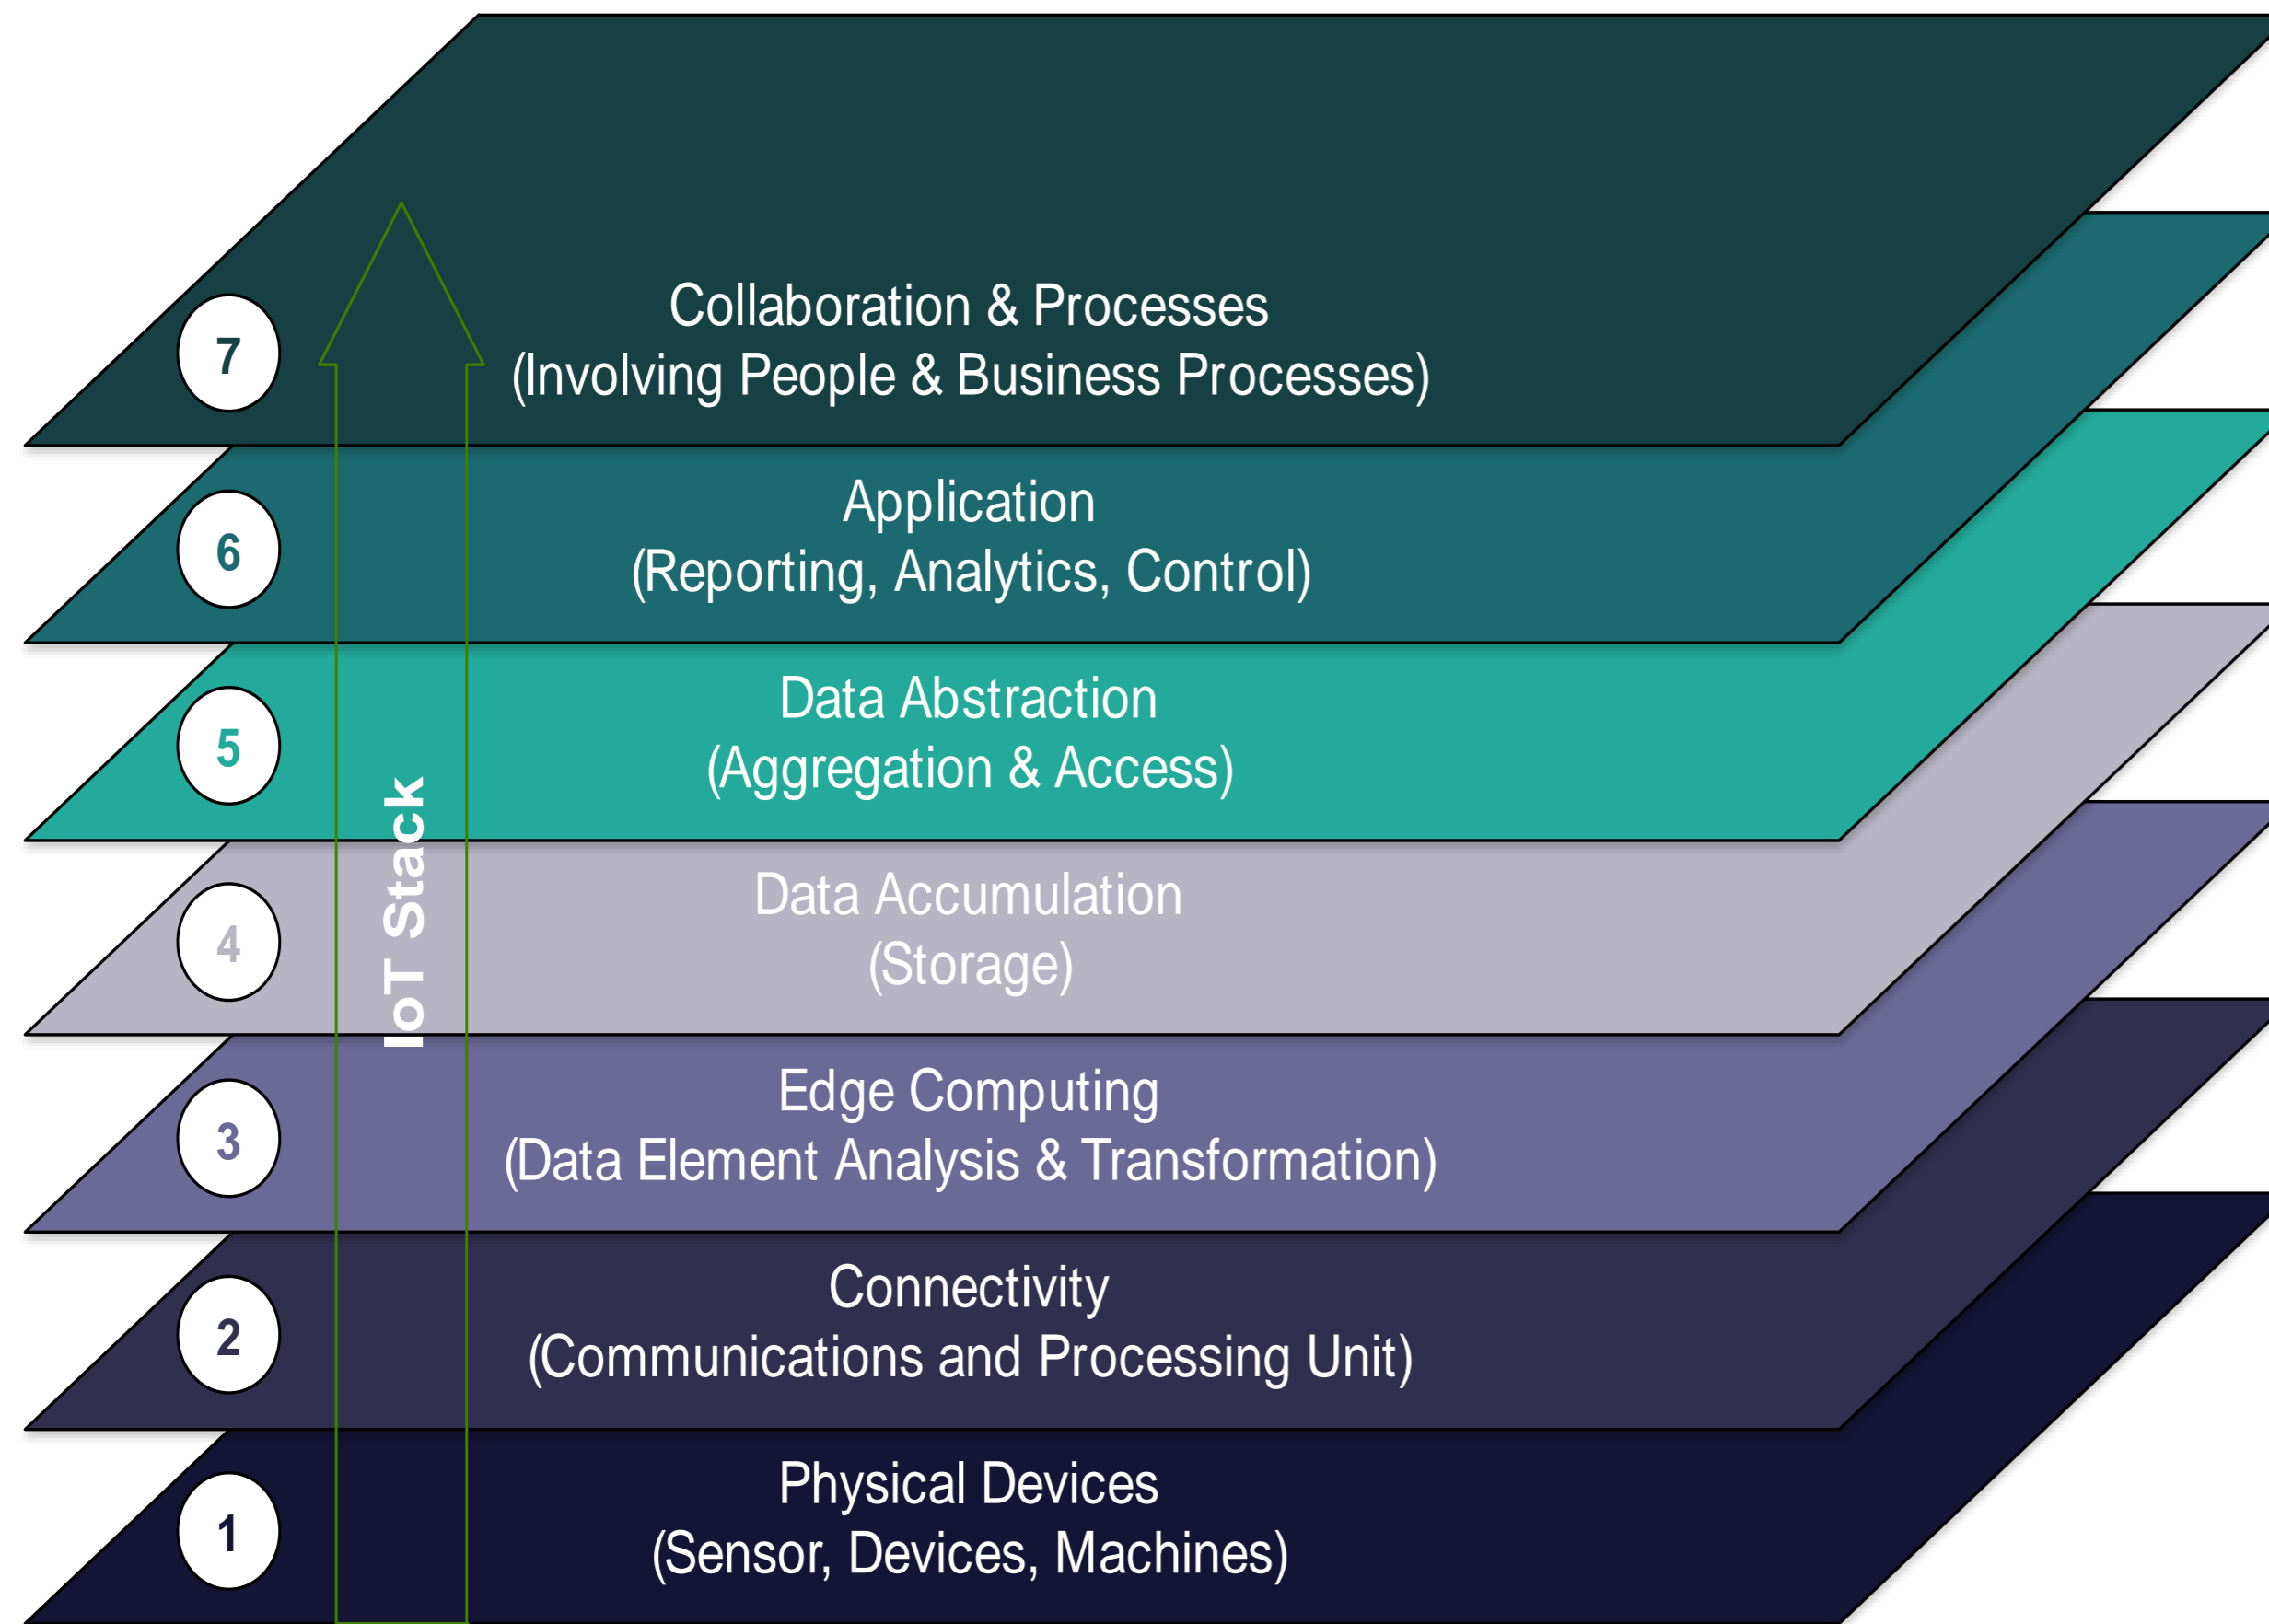 7
Collaboration & Processes
(Involving People & Business Processes)
6
Application
(Reporting, Analytics, Control)
5
Data Abstraction
(Aggregation & Access)
IoT Stack
4
Data Accumulation
(Storage)
3
Edge Computing
(Data Element Analysis & Transformation)
2
Connectivity
(Communications and Processing Unit)
1
Physical Devices
(Sensor, Devices, Machines)